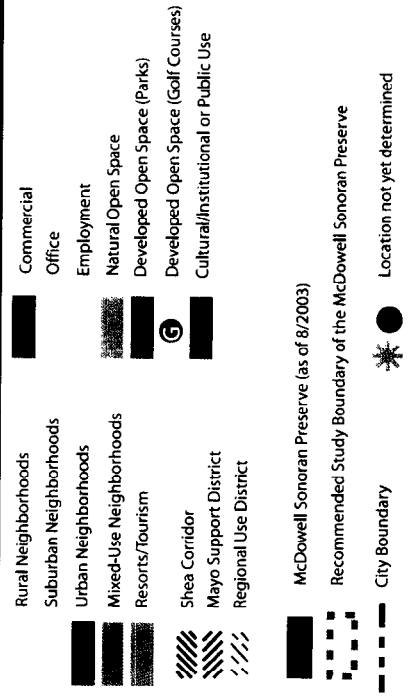 Rural Neighborhoods
Suburban Neighborhoods
Urban Neighborhoods
Mixed-Use Neighborhoods
Resorts/Tourism
Shea Corridor
Mayo Support District
Regional Use District
Commercial
Office
Employment
Natural Open Space
Developed Open Space (Parks)
G Developed Open Space (Golf Courses)
Cultural/Institutional or Public Use
McDowell Sonoran Preserve (as of 8/2003)
Recommended Study Boundary of the McDowell Sonoran Preserve
City Boundary
Location not yet determined